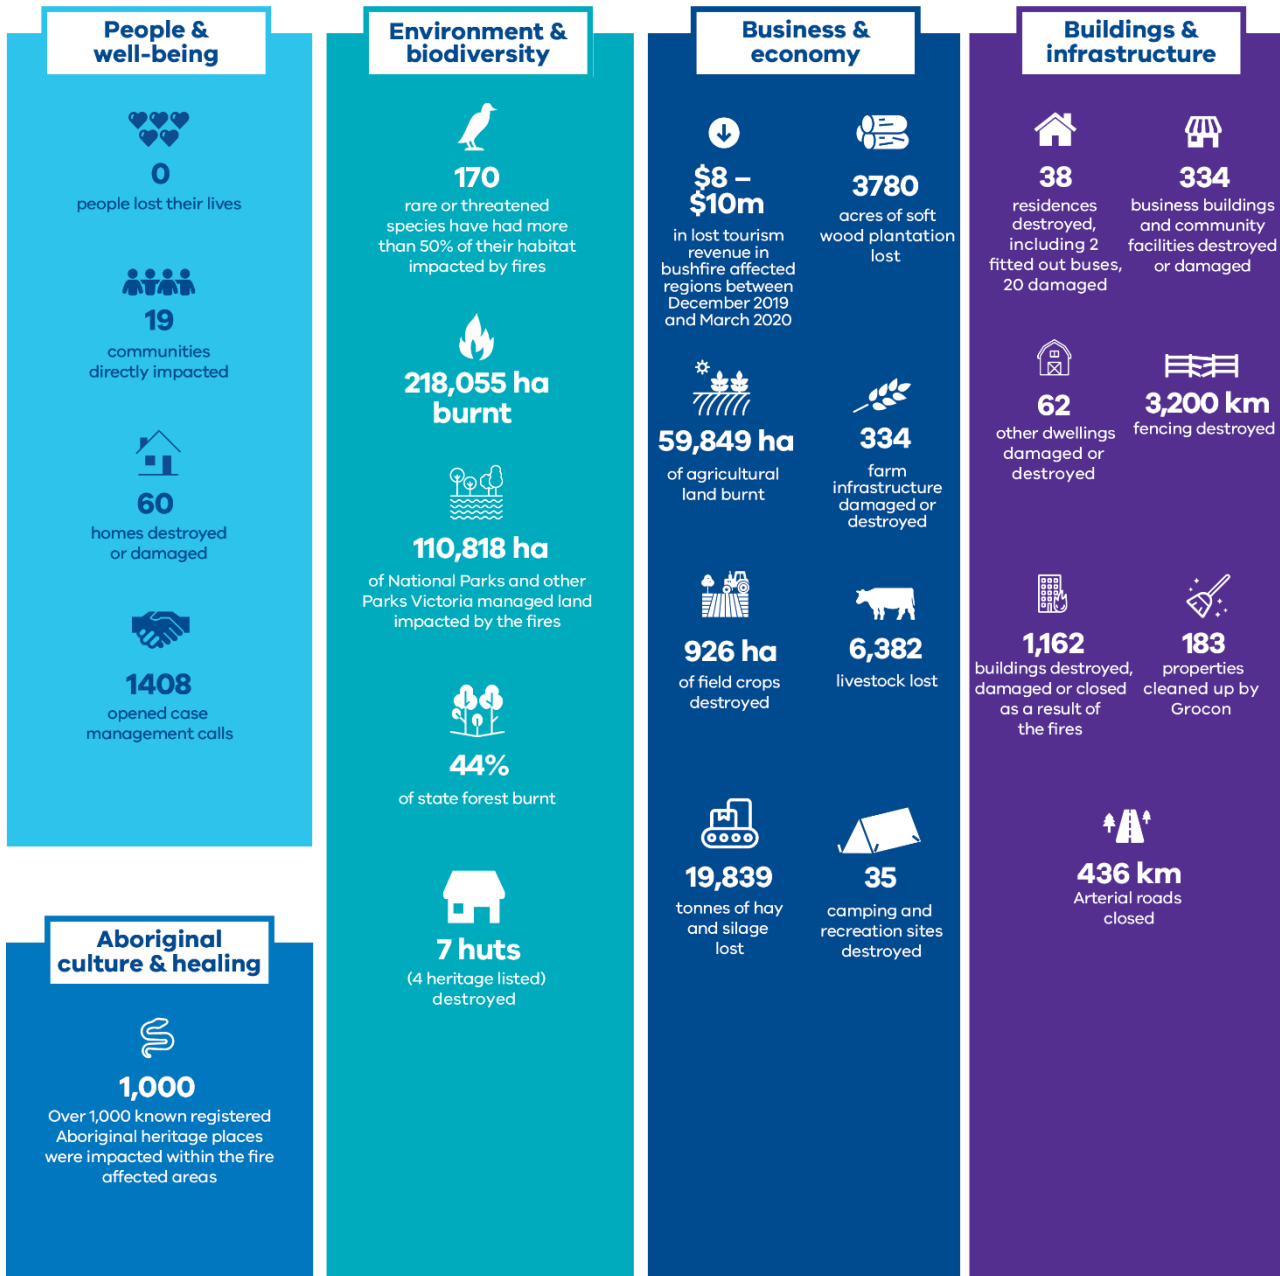 People &
well-being
0
people lost their lives
19
communities
directly impacted
60
homes destroyed
or damaged
1408
opened case
management calls
Aboriginal
culture & healing
1,000
Over 1,000 known registered
Aboriginal heritage places
were impacted within the fire
affected areas
Environment &
biodiversity
170
rare or threatened
species have had more
than 50% of their habitat
impacted by fires
218,055 ha
burnt
110,818 ha
of National Parks and other
Parks Victoria managed land
impacted by the fires
44%
of state forest burnt
7 huts
(4 heritage listed)
destroyed
Business &
economy
$8 –
$10m
in lost tourism
revenue in
bushfire affected
regions between
December 2019
and March 2020
3780
acres of soft
wood plantation
lost
59,849 ha
of agricultural
land burnt
334
farm
infrastructure
damaged or
destroyed
926 ha
of field crops
destroyed
6,382
livestock lost
19,839
tonnes of hay
and silage
lost
35
camping and
recreation sites
destroyed
Buildings &
infrastructure
38
residences
destroyed,
including 2
fitted out buses,
20 damaged
334
business buildings
and community
facilities destroyed
or damaged
62
other dwellings
damaged or
destroyed
3,200 km
fencing destroyed
1,162
buildings destroyed,
damaged or closed
as a result of
the fires
183
properties
cleaned up by
Grocon
436 km
Arterial roads
closed